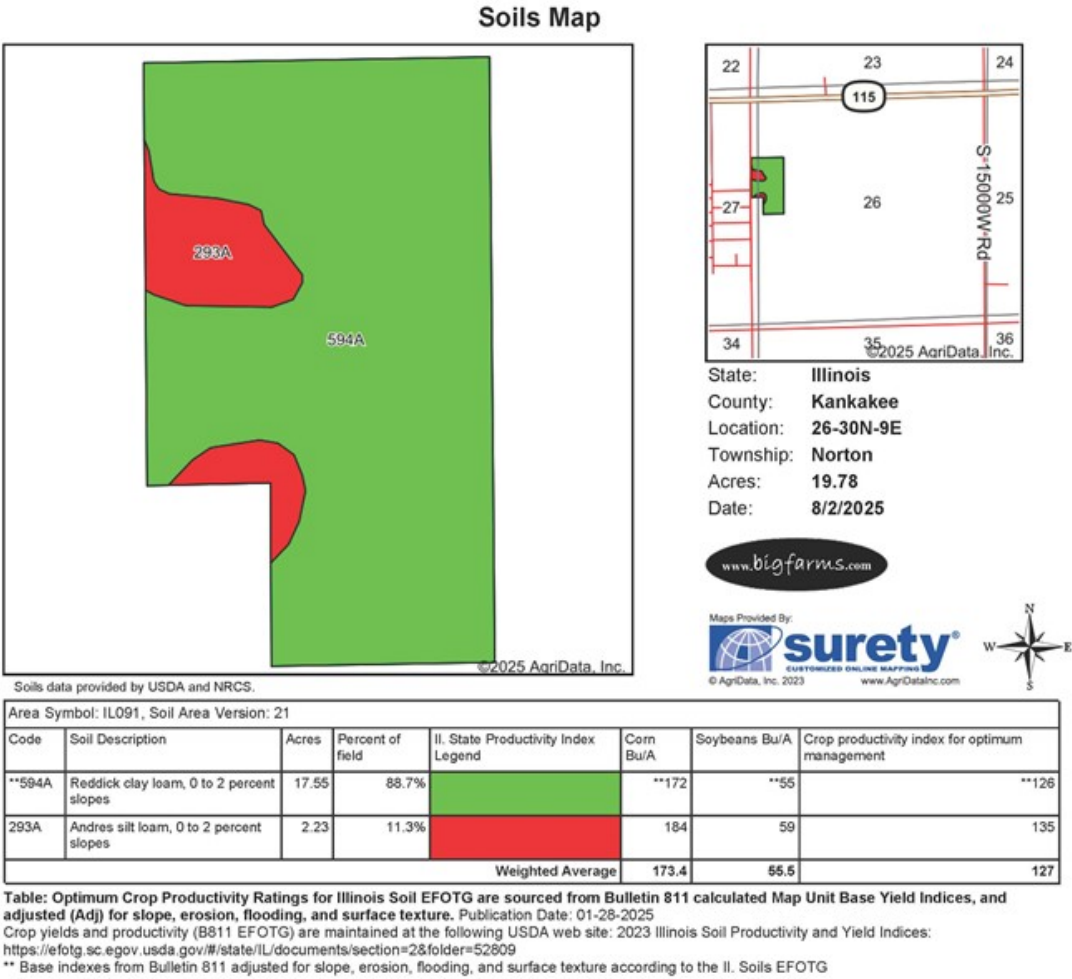 Soils Map
293A
594A
©2025 AgriData, Inc.
22
23
24
115
27
26
25
S 15000W Rd
34
35
36
©2025 AgriData, Inc.
State: Illinois
County: Kankakee
Location: 26-30N-9E
Township: Norton
Acres: 19.78
Date: 8/2/2025
www.bigfarms.com
Maps Provided By:
surety®
CUSTOMIZED ONLINE MAPPING
© AgriData, Inc. 2023 www.AgriDataInc.com
N
W E
S
Soils data provided by USDA and NRCS.
Area Symbol: IL091, Soil Area Version: 21
Code Soil Description Acres Percent of field Il. State Productivity Index Legend Corn Bu/A Soybeans Bu/A Crop productivity index for optimum management
**594A Reddick clay loam, 0 to 2 percent slopes 17.55 88.7% **172 **55 **126
293A Andres silt loam, 0 to 2 percent slopes 2.23 11.3% 184 59 135
Weighted Average 173.4 55.5 127
Table: Optimum Crop Productivity Ratings for Illinois Soil EFOTG are sourced from Bulletin 811 calculated Map Unit Base Yield Indices, and
adjusted (Adj) for slope, erosion, flooding, and surface texture. Publication Date: 01-28-2025
Crop yields and productivity (B811 EFOTG) are maintained at the following USDA web site: 2023 Illinois Soil Productivity and Yield Indices:
https://efotg.sc.egov.usda.gov/#/state/IL/documents/section=2&folder=52809
** Base indexes from Bulletin 811 adjusted for slope, erosion, flooding, and surface texture according to the Il. Soils EFOTG